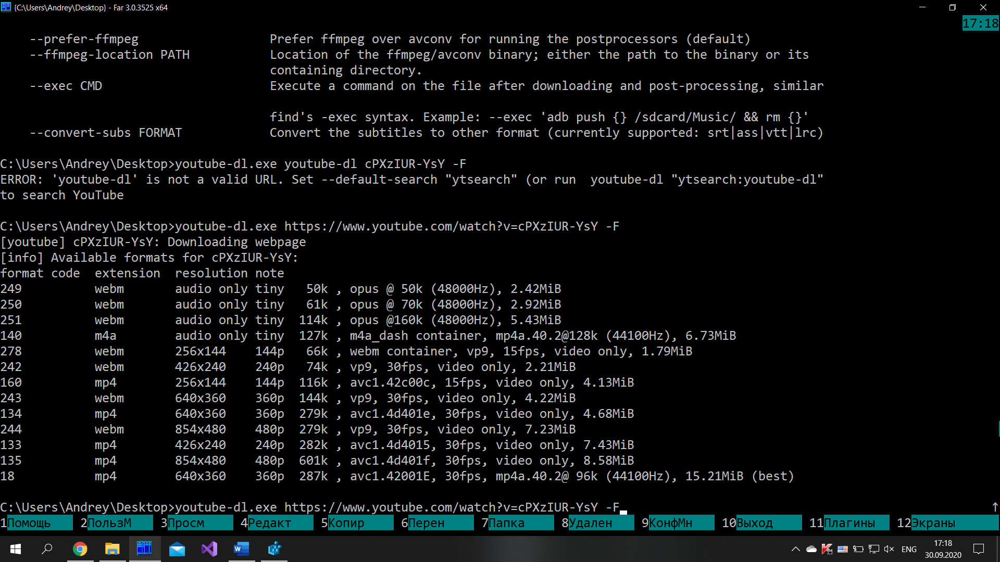 {C:\Users\Andrey\Desktop} - Far 3.0.3525 x64
17:18
--prefer-ffmpeg Prefer ffmpeg over avconv for running the postprocessors (default)
--ffmpeg-location PATH Location of the ffmpeg/avconv binary; either the path to the binary or its
containing directory.
--exec CMD Execute a command on the file after downloading and post-processing, similar
find's -exec syntax. Example: --exec 'adb push {} /sdcard/Music/ && rm {}'
--convert-subs FORMAT Convert the subtitles to other format (currently supported: srt|ass|vtt|lrc)
C:\Users\Andrey\Desktop>youtube-dl.exe youtube-dl cPXzIUR-YsY -F
ERROR: 'youtube-dl' is not a valid URL. Set --default-search "ytsearch" (or run  youtube-dl "ytsearch:youtube-dl"
to search YouTube
C:\Users\Andrey\Desktop>youtube-dl.exe https://www.youtube.com/watch?v=cPXzIUR-YsY -F
[youtube] cPXzIUR-YsY: Downloading webpage
[info] Available formats for cPXzIUR-YsY:
format code  extension  resolution note
249          webm       audio only tiny   50k , opus @ 50k (48000Hz), 2.42MiB
250          webm       audio only tiny   61k , opus @ 70k (48000Hz), 2.92MiB
251          webm       audio only tiny  114k , opus @160k (48000Hz), 5.43MiB
140          m4a        audio only tiny  127k , m4a_dash container, mp4a.40.2@128k (44100Hz), 6.73MiB
278          webm       256x144    144p   66k , webm container, vp9, 15fps, video only, 1.79MiB
242          webm       426x240    240p   74k , vp9, 30fps, video only, 2.21MiB
160          mp4        256x144    144p  116k , avc1.42c00c, 15fps, video only, 4.13MiB
243          webm       640x360    360p  144k , vp9, 30fps, video only, 4.22MiB
134          mp4        640x360    360p  279k , avc1.4d401e, 30fps, video only, 4.68MiB
244          webm       854x480    480p  279k , vp9, 30fps, video only, 7.23MiB
133          mp4        426x240    240p  282k , avc1.4d4015, 30fps, video only, 7.43MiB
135          mp4        854x480    480p  601k , avc1.4d401f, 30fps, video only, 8.58MiB
18           mp4        640x360    360p  287k , avc1.42001E, 30fps, mp4a.40.2@ 96k (44100Hz), 15.21MiB (best)
C:\Users\Andrey\Desktop>youtube-dl.exe https://www.youtube.com/watch?v=cPXzIUR-YsY -F_ ↑
1Помощь 2ПользМ 3Просм 4Редакт 5Копир 6Перен 7Папка 8Удален 9КонфМн 10Выход 11Плагины 12Экраны
ENG
17:18
30.09.2020